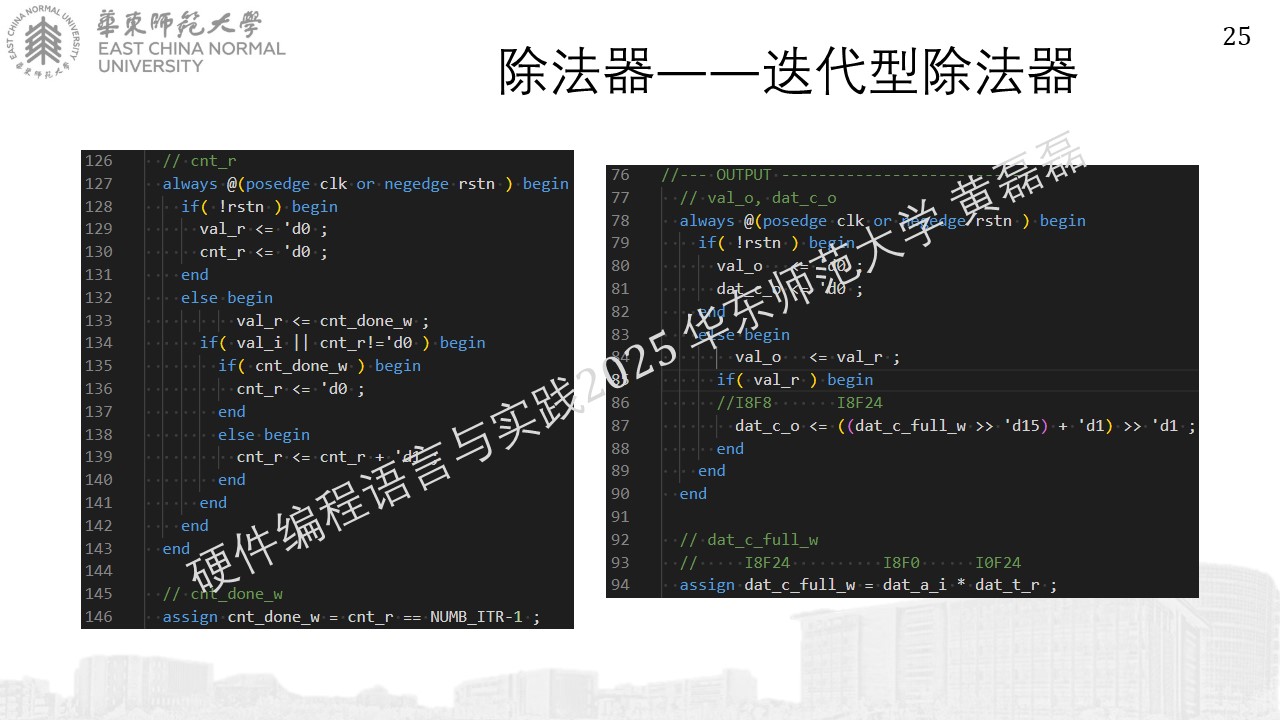 華東師範大學
EAST CHINA NORMAL
UNIVERSITY
25
除法器——迭代型除法器
126 // cnt_r
127 always @(posedge clk or negedge rstn ) begin
128 if( !rstn ) begin
129 val_r <= 'd0 ;
130 cnt_r <= 'd0 ;
131 end
132 else begin
133 val_r <= cnt_done_w ;
134 if( val_i || cnt_r!='d0 ) begin
135 if( cnt_done_w ) begin
136 cnt_r <= 'd0 ;
137 end
138 else begin
139 cnt_r <= cnt_r + 'd1
140 end
141 end
142 end
143 end
144
145 // cnt_done_w
146 assign cnt_done_w = cnt_r == NUMB_ITR-1 ;
76 //--- OUTPUT -----------------------
77 // val_o, dat_c_o
78 always @(posedge clk or negedge rstn ) begin
79 if( !rstn ) begin
80 val_o <= 'd0 ;
81 dat_c_o <= 'd0 ;
82 end
83 else begin
84 val_o <= val_r ;
85 if( val_r ) begin
86 //I8F8 I8F24
87 dat_c_o <= ((dat_c_full_w >> 'd15) + 'd1) >> 'd1 ;
88 end
89 end
90 end
91
92 // dat_c_full_w
93 // I8F24 I8F0 I0F24
94 assign dat_c_full_w = dat_a_i * dat_t_r ;
硬件编程语言与实践2025 华东师范大学 黄磊磊